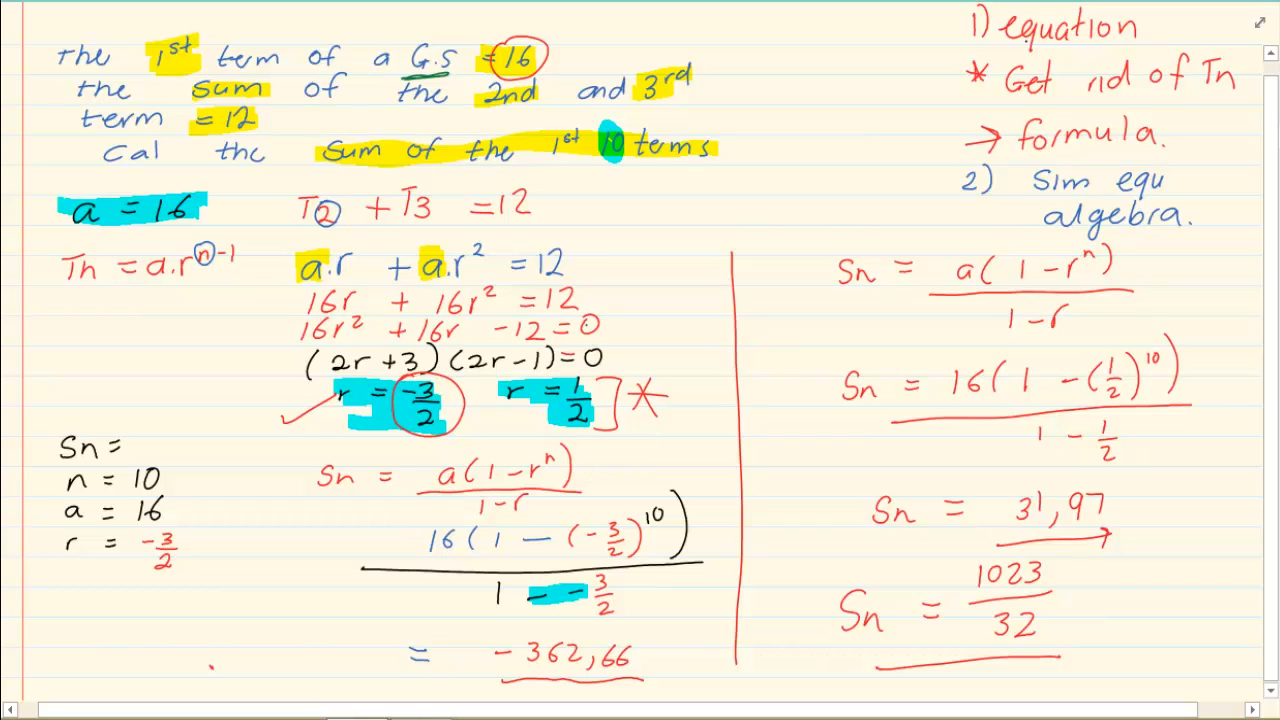 The 1st term of a G.S = 16
the sum of the 2nd and 3rd
term = 12
Cal the Sum of the 1st 10 terms
a = 16
T2 + T3 = 12
Tn = a.r^n-1
a.r + a.r² = 12
16r + 16r² = 12
16r² + 16r - 12 = 0
(2r + 3)(2r - 1) = 0
r = -3/2 r = 1/2 ] *
Sn =
n = 10
a = 16
r = -3/2
Sn = a(1 - r^n)
1 - r
16(1 - (-3/2)^10)
1 - - 3/2
= - 362,66
1) equation
* Get rid of Tn
→ formula.
2) Sim equ
algebra.
Sn = a(1 - r^n)
1 - r
Sn = 16(1 - (1/2)^10)
1 - 1/2
Sn = 31,97
Sn = 1023
32